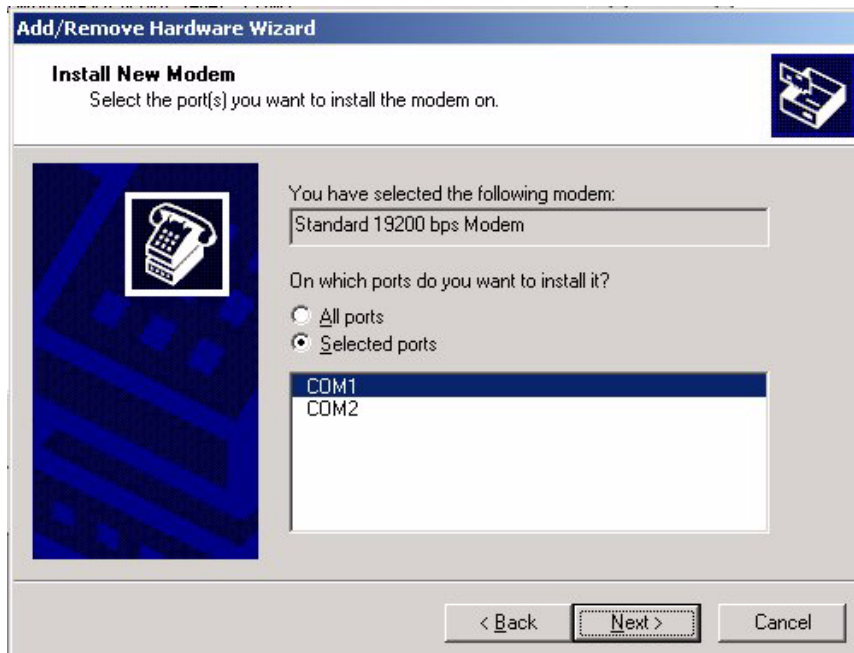 Add/Remove Hardware Wizard
Install New Modem
Select the port(s) you want to install the modem on.
You have selected the following modem:
Standard 19200 bps Modem
On which ports do you want to install it?
All ports
Selected ports
COM1
COM2
< Back
Next >
Cancel